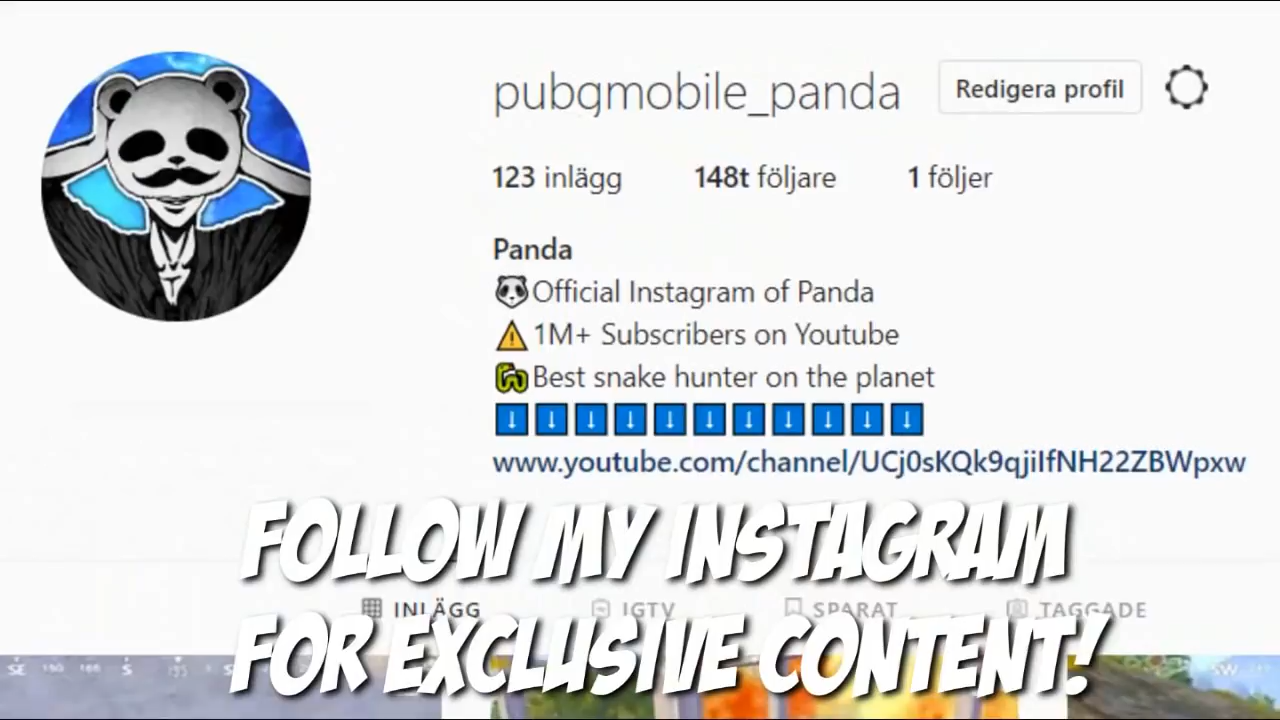 pubgmobile_panda Redigera profil
123 inlägg 148t följare 1 följer
Panda
🐼Official Instagram of Panda
⚠️1M+ Subscribers on Youtube
🐍Best snake hunter on the planet
⬇⬇⬇⬇⬇⬇⬇⬇⬇⬇⬇
www.youtube.com/channel/UCj0sKQk9qjiIfNH22ZBWpxw
FOLLOW MY INSTAGRAM
INLÄGG IGTV SPARAT TAGGADE
FOR EXCLUSIVE CONTENT!
SE S SW